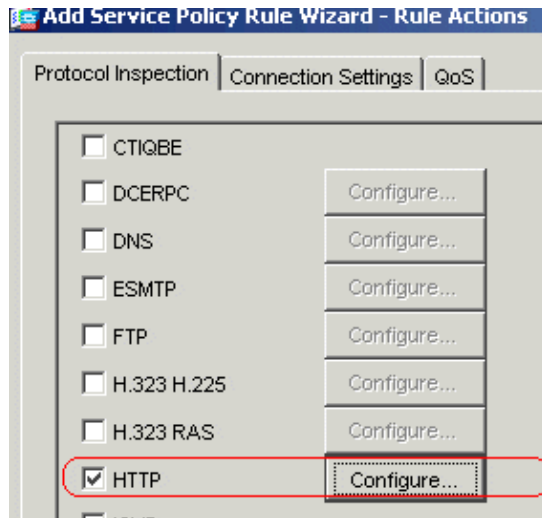 Add Service Policy Rule Wizard - Rule Actions
Protocol Inspection Connection Settings QoS
CTIQBE
DCERPC Configure...
DNS Configure...
ESMTP Configure...
FTP Configure...
H.323 H.225 Configure...
H.323 RAS Configure...
HTTP Configure...